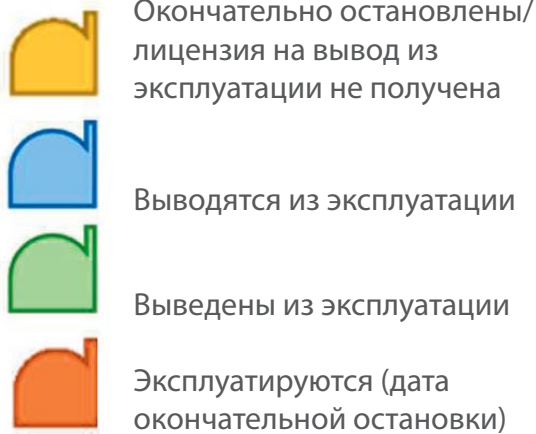 Окончательно остановлены/
лицензия на вывод из
эксплуатации не получена
Выводятся из эксплуатации
Выведены из эксплуатации
Эксплуатируются (дата
окончательной остановки)